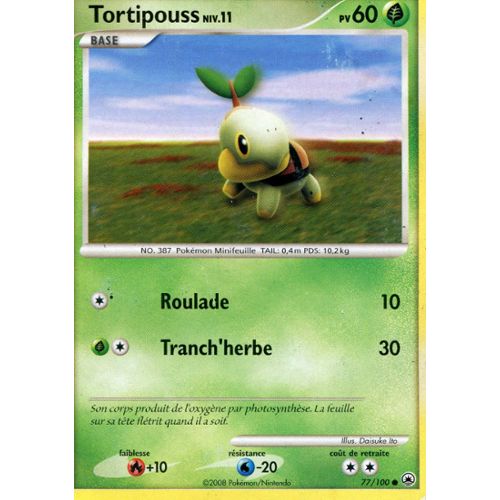 Tortipouss NIV.11 PV 60
BASE
NO. 387 Pokémon Minifeuille TAIL: 0,4m PDS: 10,2kg
Roulade 10
Tranch'herbe 30
Son corps produit de l'oxygène par photosynthèse. La feuille
sur sa tête flétrit quand il a soif.
Illus. Daisuke Ito
faiblesse résistance coût de retraite
+10 -20
©2008 Pokémon/Nintendo 77/100